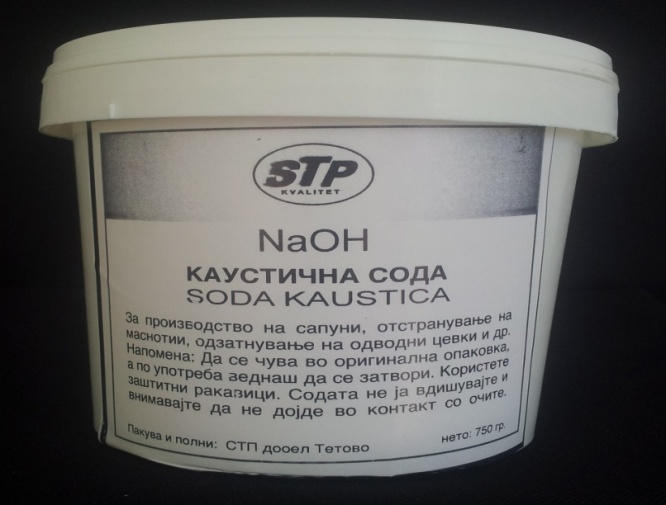 STP
KVALITET
NaOH
КАУСТИЧНА СОДА
SODA KAUSTICA
За производство на сапуни, отстранување на
маснотии, одзатнување на одводни цевки и др.
Напомена: Да се чува во оригинална опаковка,
а по употреба веднаш да се затвори. Користете
заштитни ракавици. Содата не ја вдишувајте и
внимавајте да не дојде во контакт со очите.
Пакува и полни: СТП дооел Тетово
нето: 750 гр.